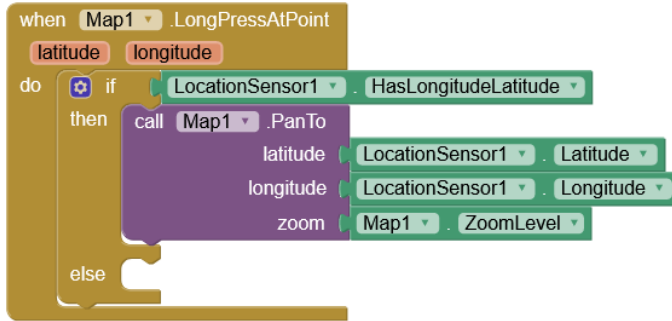 when Map1 .LongPressAtPoint
latitude longitude
do if LocationSensor1 . HasLongitudeLatitude
then call Map1 .PanTo
latitude LocationSensor1 . Latitude
longitude LocationSensor1 . Longitude
zoom Map1 . ZoomLevel
else